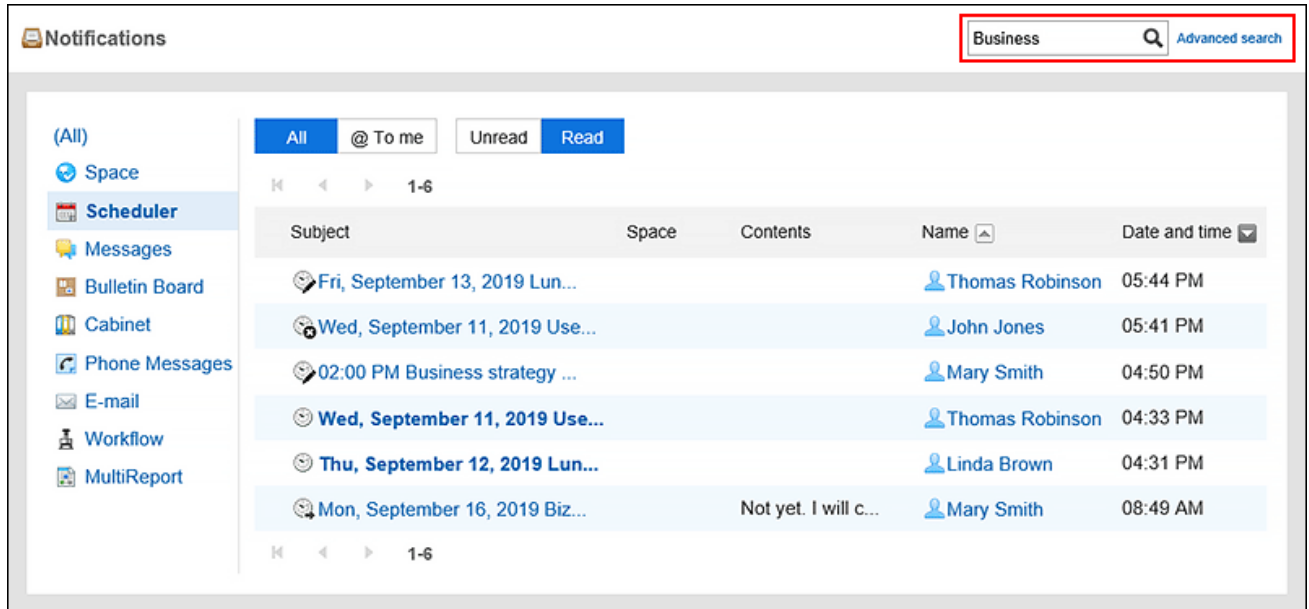 Notifications
Business
Advanced search
(All)
Space
Scheduler
Messages
Bulletin Board
Cabinet
Phone Messages
E-mail
Workflow
MultiReport
All @ To me Unread Read
1-6
Subject Space Contents Name Date and time
Fri, September 13, 2019 Lun... Thomas Robinson 05:44 PM
Wed, September 11, 2019 Use... John Jones 05:41 PM
02:00 PM Business strategy ... Mary Smith 04:50 PM
Wed, September 11, 2019 Use... Thomas Robinson 04:33 PM
Thu, September 12, 2019 Lun... Linda Brown 04:31 PM
Mon, September 16, 2019 Biz... Not yet. I will c... Mary Smith 08:49 AM
1-6